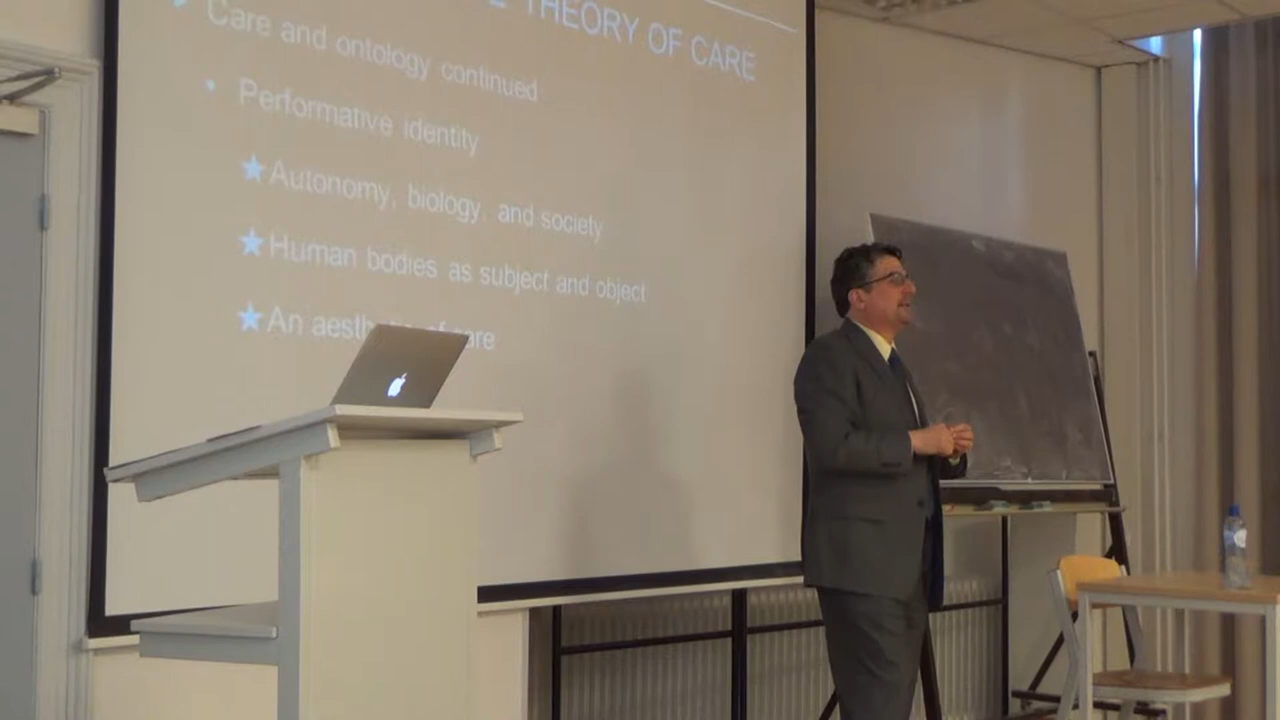 THEORY OF CARE
Care and ontology continued
• Performative identity
★ Autonomy, biology, and society
★ Human bodies as subject and object
★ An